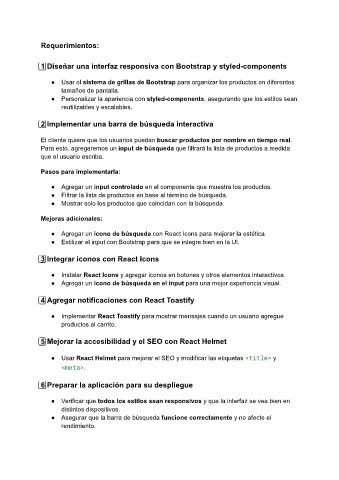 Requerimientos:
1 Diseñar una interfaz responsiva con Bootstrap y styled-components
● Usar el sistema de grillas de Bootstrap para organizar los productos en diferentes
tamaños de pantalla.
● Personalizar la apariencia con styled-components, asegurando que los estilos sean
reutilizables y escalables.
2 Implementar una barra de búsqueda interactiva
El cliente quiere que los usuarios puedan buscar productos por nombre en tiempo real.
Para esto, agregaremos un input de búsqueda que filtrará la lista de productos a medida
que el usuario escriba.
Pasos para implementarla:
● Agregar un input controlado en el componente que muestra los productos.
● Filtrar la lista de productos en base al término de búsqueda.
● Mostrar solo los productos que coincidan con la búsqueda.
Mejoras adicionales:
● Agregar un ícono de búsqueda con React Icons para mejorar la estética.
● Estilizar el input con Bootstrap para que se integre bien en la UI.
3 Integrar iconos con React Icons
● Instalar React Icons y agregar iconos en botones y otros elementos interactivos.
● Agregar un ícono de búsqueda en el input para una mejor experiencia visual.
4 Agregar notificaciones con React Toastify
● Implementar React Toastify para mostrar mensajes cuando un usuario agregue
productos al carrito.
5 Mejorar la accesibilidad y el SEO con React Helmet
● Usar React Helmet para mejorar el SEO y modificar las etiquetas <title> y
<meta>.
6 Preparar la aplicación para su despliegue
● Verificar que todos los estilos sean responsivos y que la interfaz se vea bien en
distintos dispositivos.
● Asegurar que la barra de búsqueda funcione correctamente y no afecte el
rendimiento.